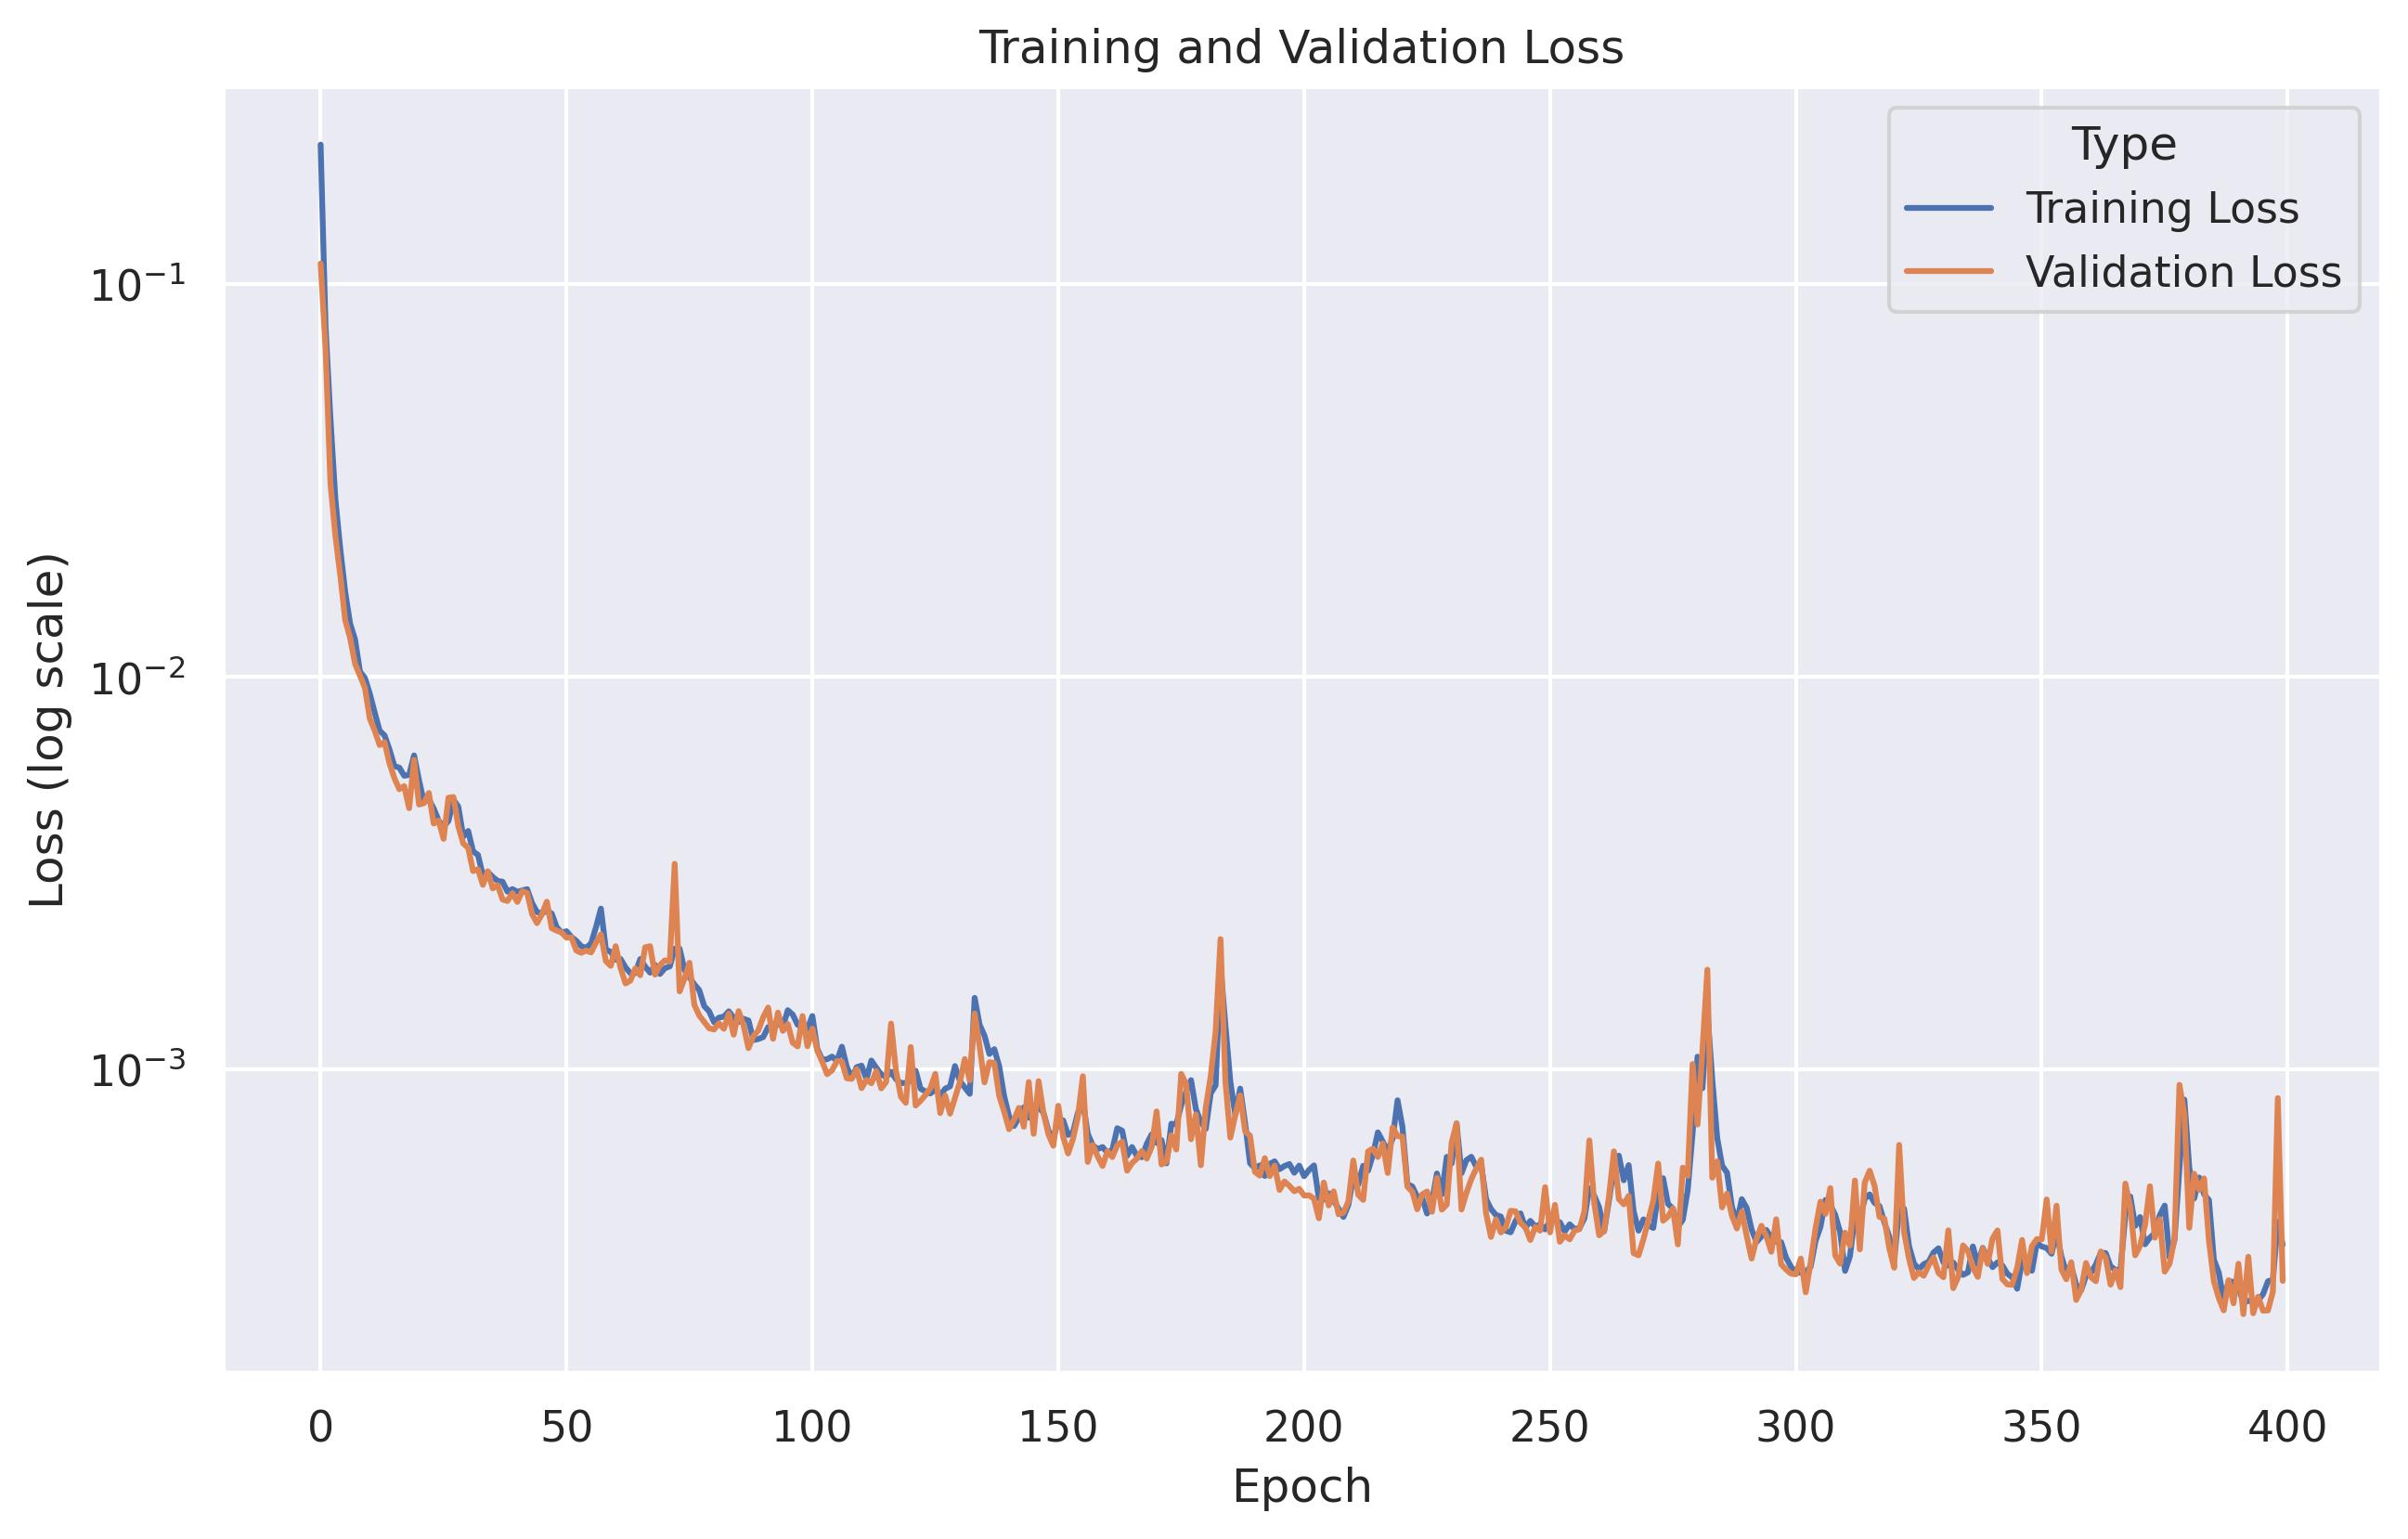 Training and Validation Loss
Type
Training Loss
Validation Loss
Loss (log scale)
10⁻¹
10⁻²
10⁻³
0 50 100 150 200 250 300 350 400
Epoch